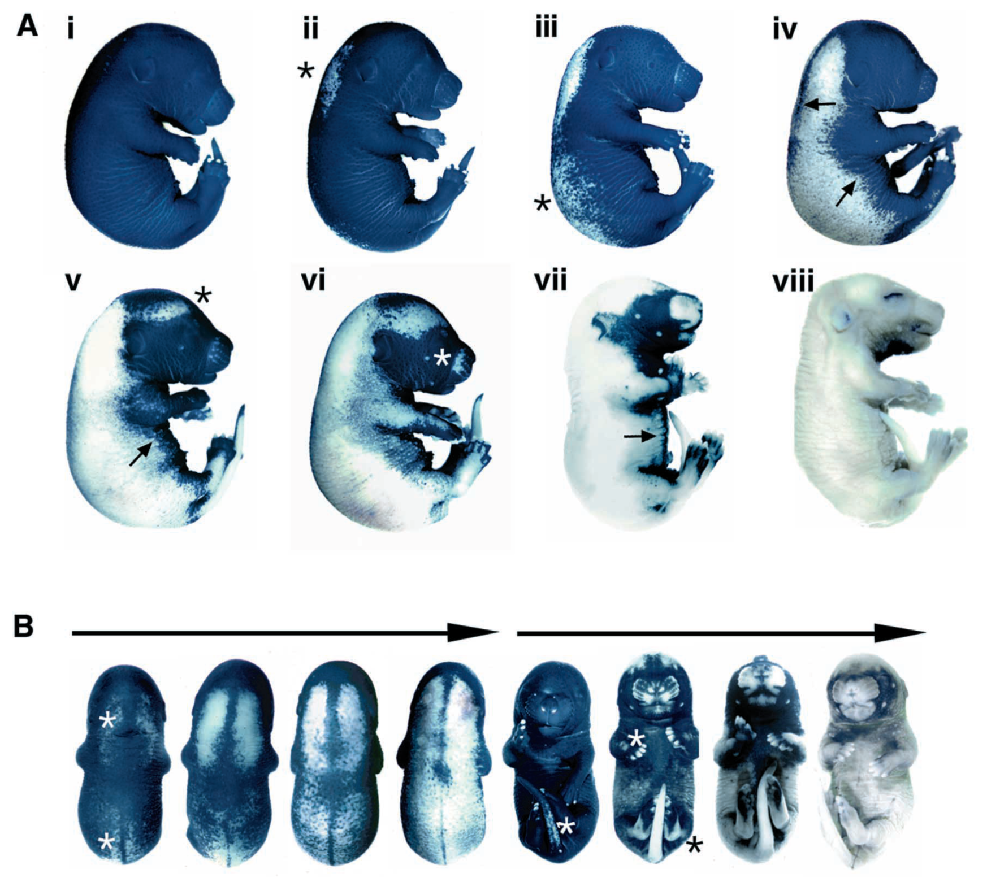 A i ii iii iv
* * *
v vi vii viii
* *
B
* * * * *